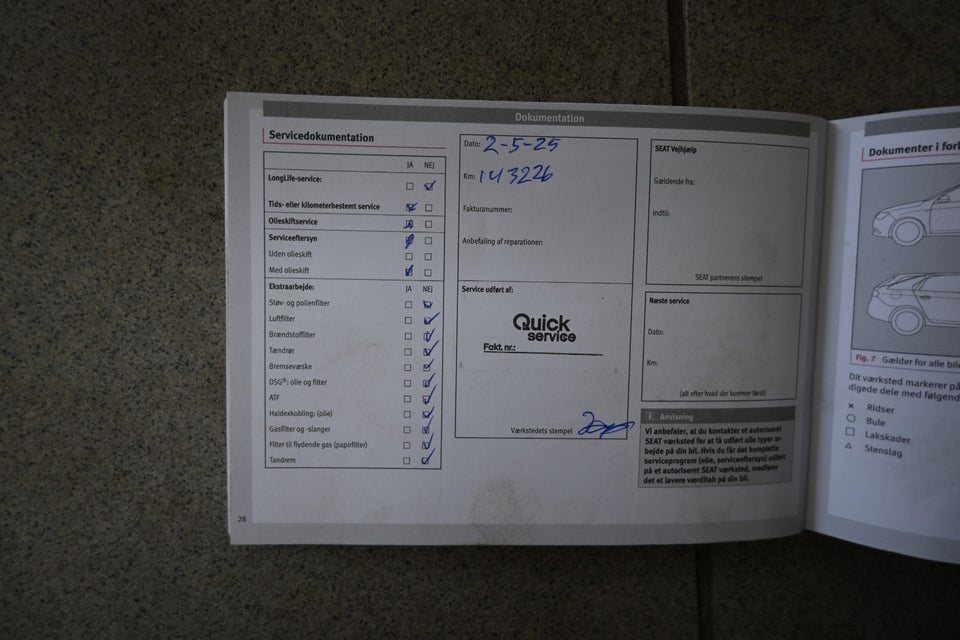 Dokumentation
Servicedokumentation
JA NEJ
LongLife-service:
Tids- eller kilometerbestemt service
Olieskiftservice
Serviceeftersyn
Uden olieskift
Med olieskift
Ekstraarbejde: JA NEJ
Støv- og pollenfilter
Luftfilter
Brændstoffilter
Tændrør
Bremsevæske
DSG®: olie og filter
ATF
Haldexkobling: (olie)
Gasfilter og -slanger
Filter til flydende gas (papirfilter)
Tandrem
28
Dato: 2-5-25
Km: 143226
Fakturanummer:
Anbefaling af reparationer:
Service udført af:
Quick
service
Fakt. nr.:
Værkstedets stempel
SEAT Vejhjælp
Gældende fra:
Indtil:
SEAT partnerens stempel
Næste service
Dato:
Km:
(alt efter hvad der kommer først)
i Anvisning
Vi anbefaler, at du kontakter et autoriseret
SEAT værksted for at få udført alle typer ar-
bejde på din bil. Hvis du får det komplette
serviceprogram (olie, serviceeftersyn) udført
på et autoriseret SEAT værksted, medfører
det et lavere værditab på din bil.
Dokumenter i
Fig. 7 Gælder for alle
Dit værksted markerer på
digede dele med
Ridser
Bule
Lakskader
Stenslag